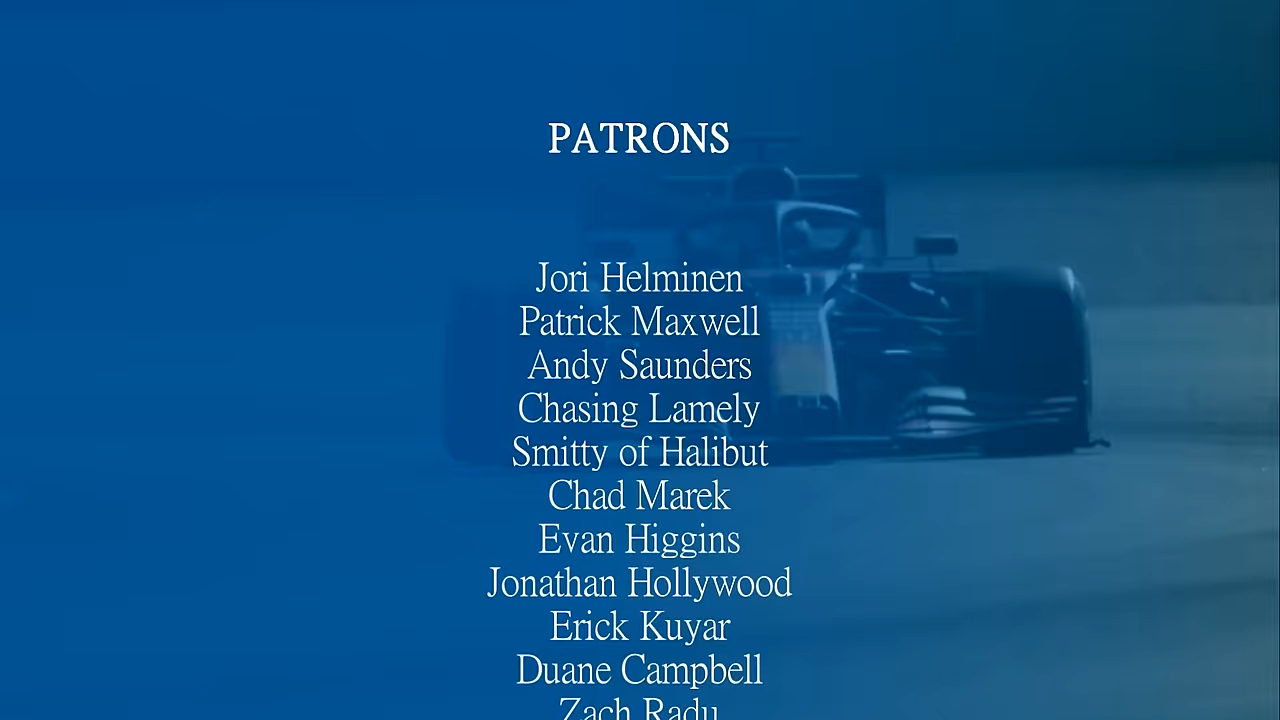 PATRONS
Jori Helminen
Patrick Maxwell
Andy Saunders
Chasing Lamely
Smitty of Halibut
Chad Marek
Evan Higgins
Jonathan Hollywood
Erick Kuyar
Duane Campbell
Zach Radu